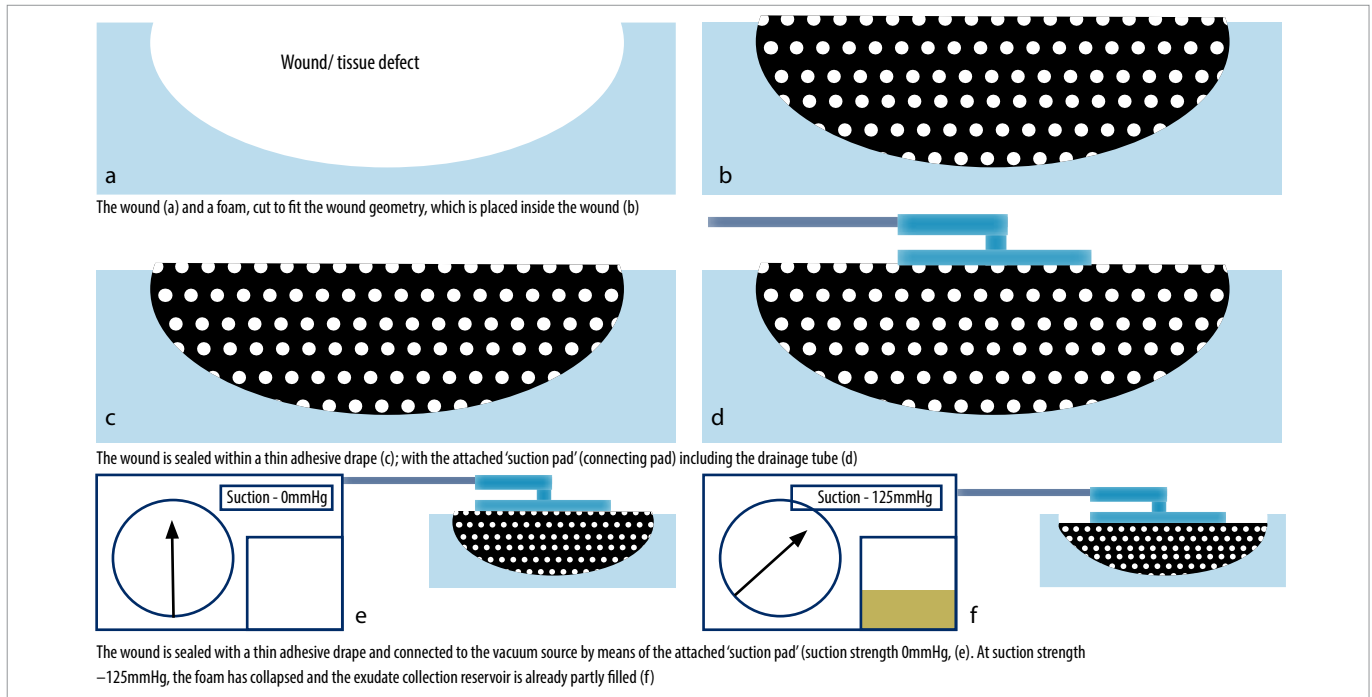 Wound/ tissue defect
a
b
The wound (a) and a foam, cut to fit the wound geometry, which is placed inside the wound (b)
c
d
The wound is sealed within a thin adhesive drape (c); with the attached ‘suction pad’ (connecting pad) including the drainage tube (d)
Suction - 0mmHg
Suction - 125mmHg
e
f
The wound is sealed with a thin adhesive drape and connected to the vacuum source by means of the attached ‘suction pad’ (suction strength 0mmHg, (e). At suction strength
–125mmHg, the foam has collapsed and the exudate collection reservoir is already partly filled (f)